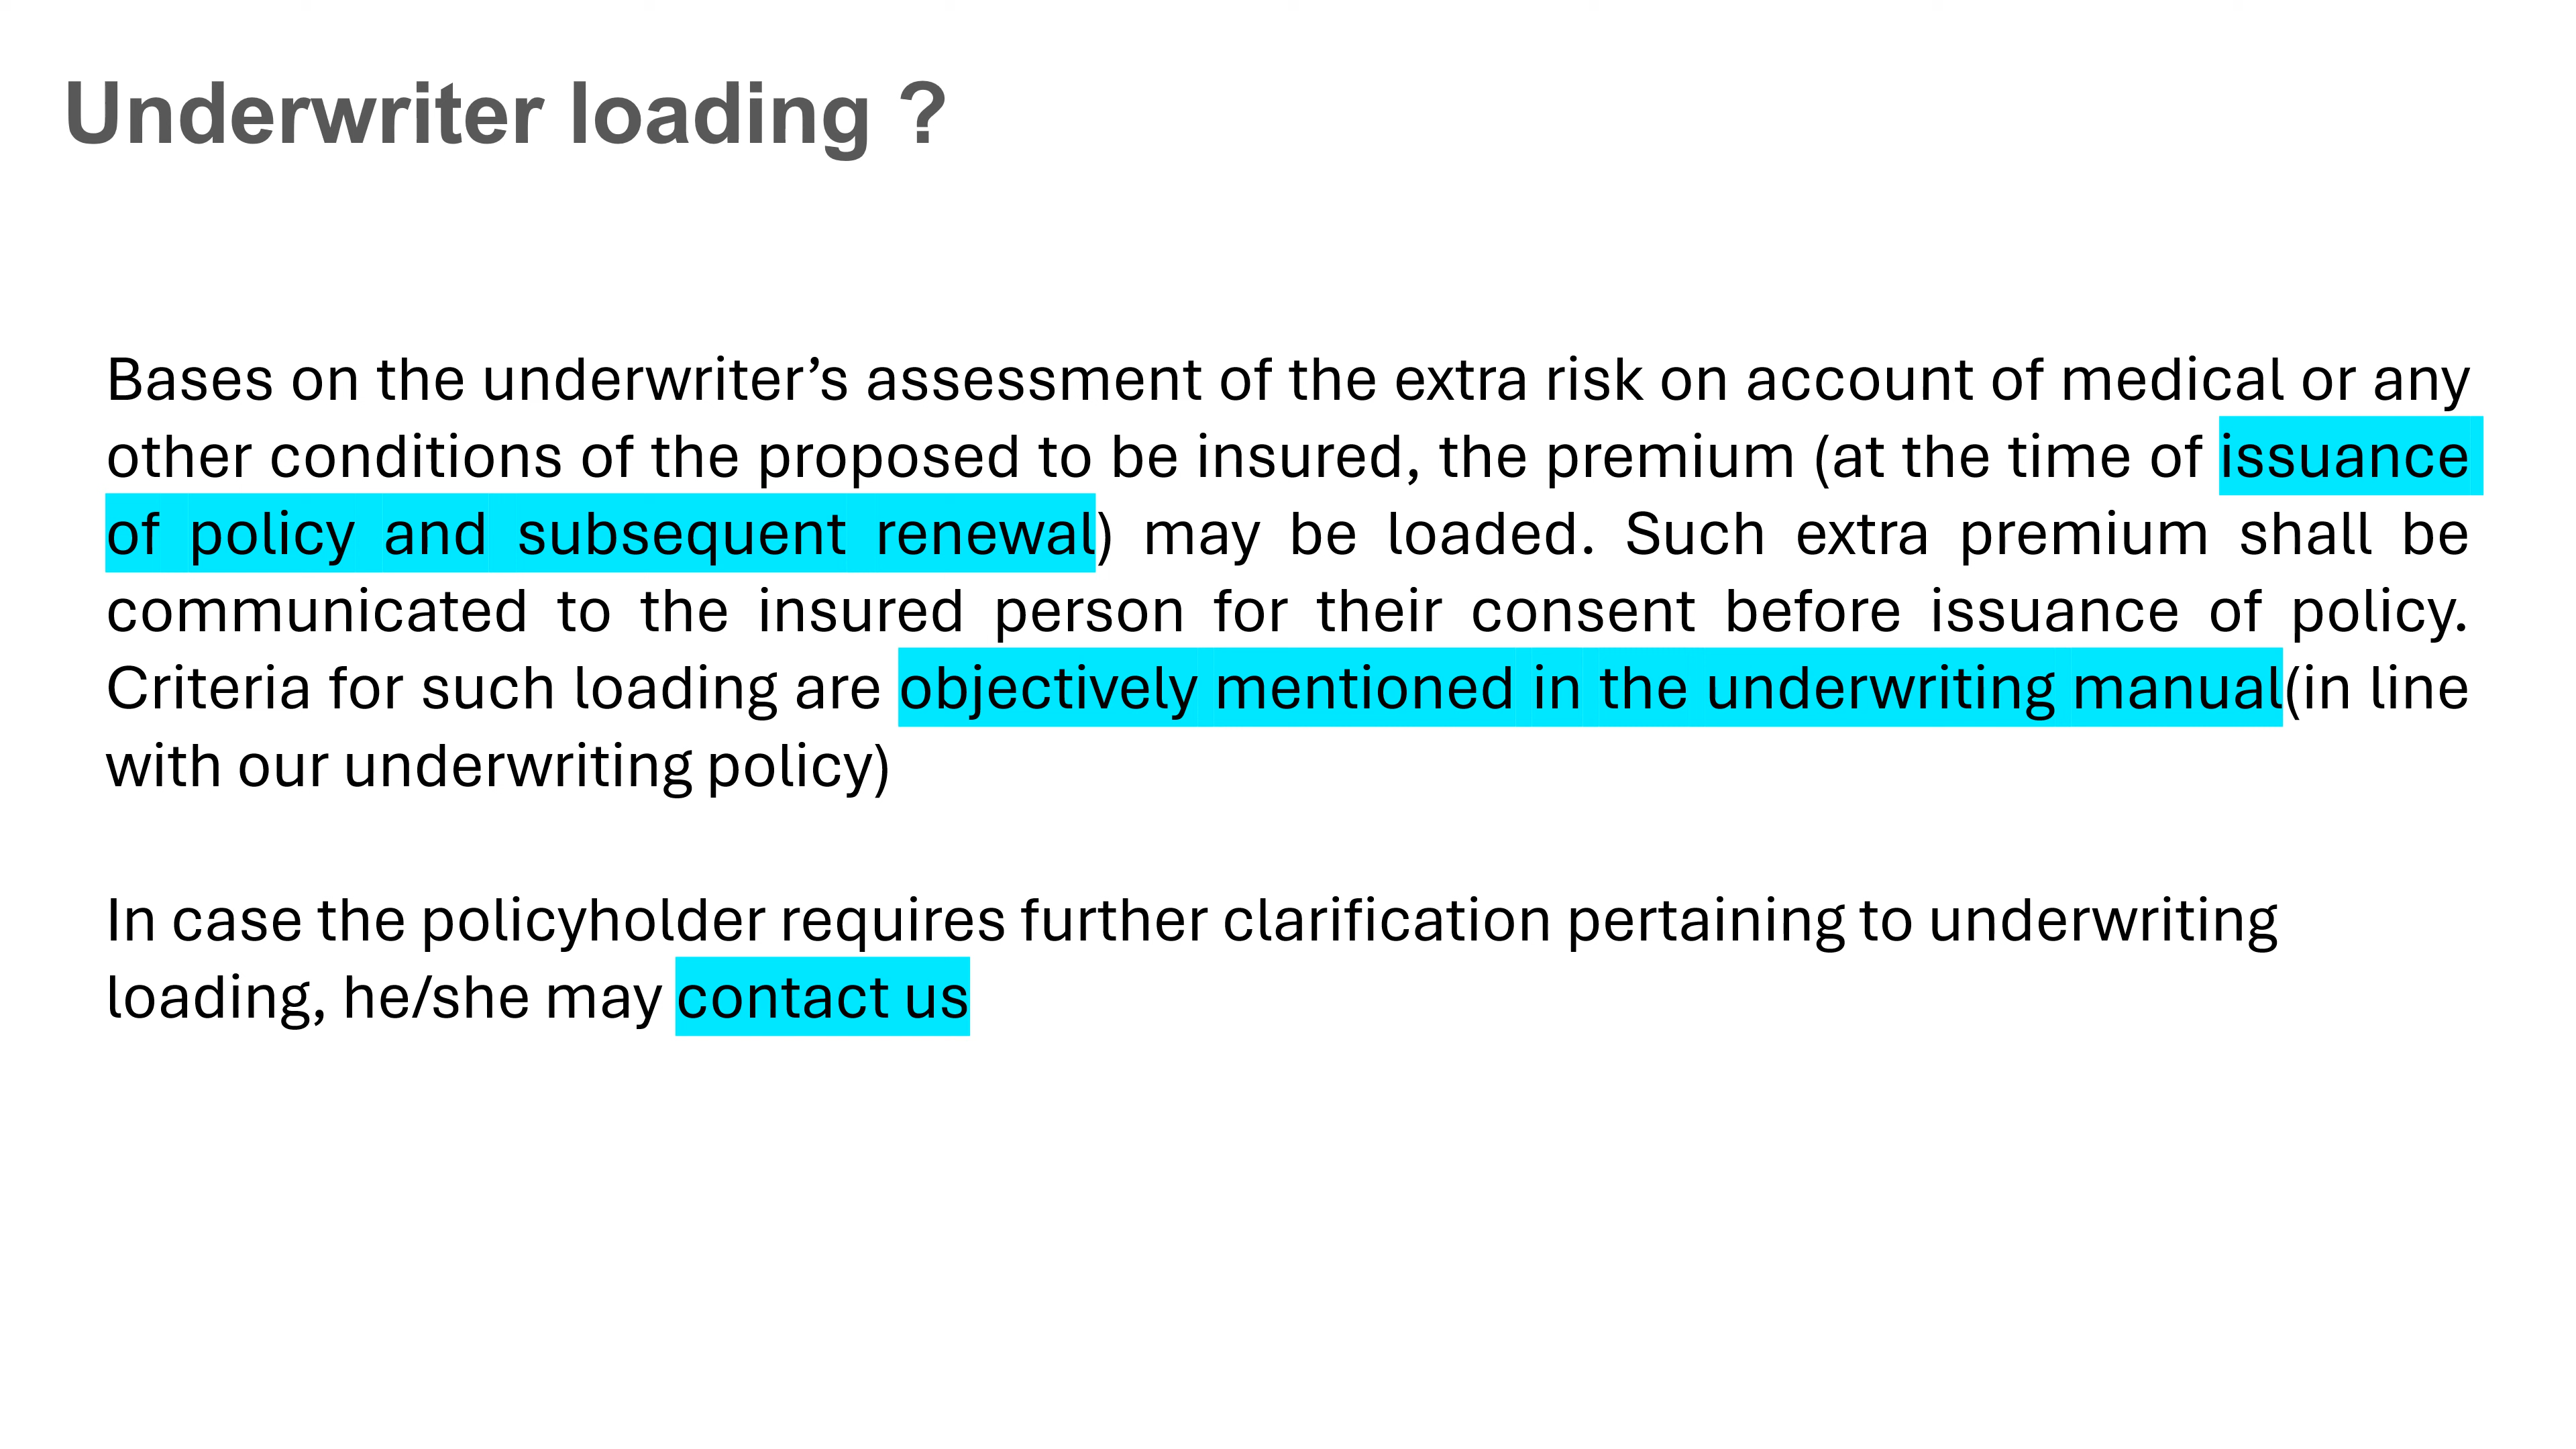 Underwriter loading ?
Bases on the underwriter’s assessment of the extra risk on account of medical or any
other conditions of the proposed to be insured, the premium (at the time of issuance
of policy and subsequent renewal) may be loaded. Such extra premium shall be
communicated to the insured person for their consent before issuance of policy.
Criteria for such loading are objectively mentioned in the underwriting manual(in line
with our underwriting policy)
In case the policyholder requires further clarification pertaining to underwriting
loading, he/she may contact us